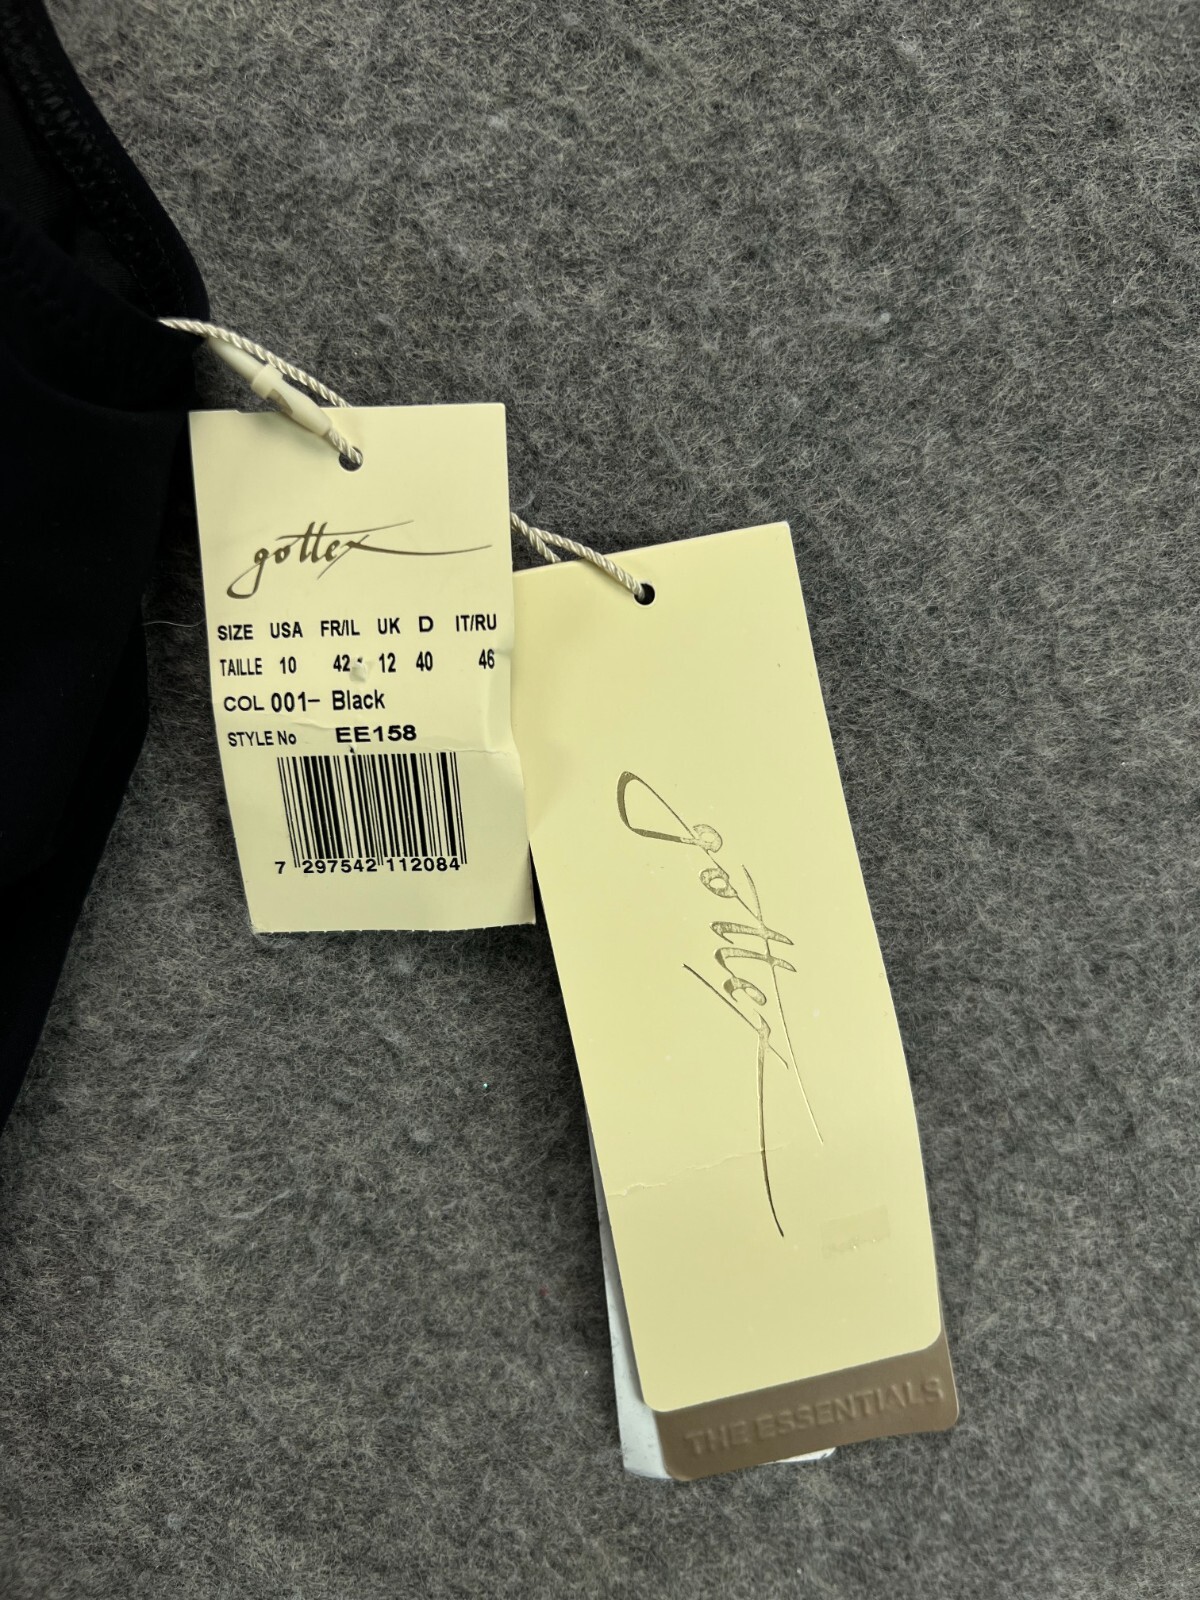 gottex
SIZE USA FR/IL UK D IT/RU
TAILLE 10 42 12 40 46
COL 001- Black
STYLE No EE158
7 297542 112084
gottex
THE ESSENTIALS